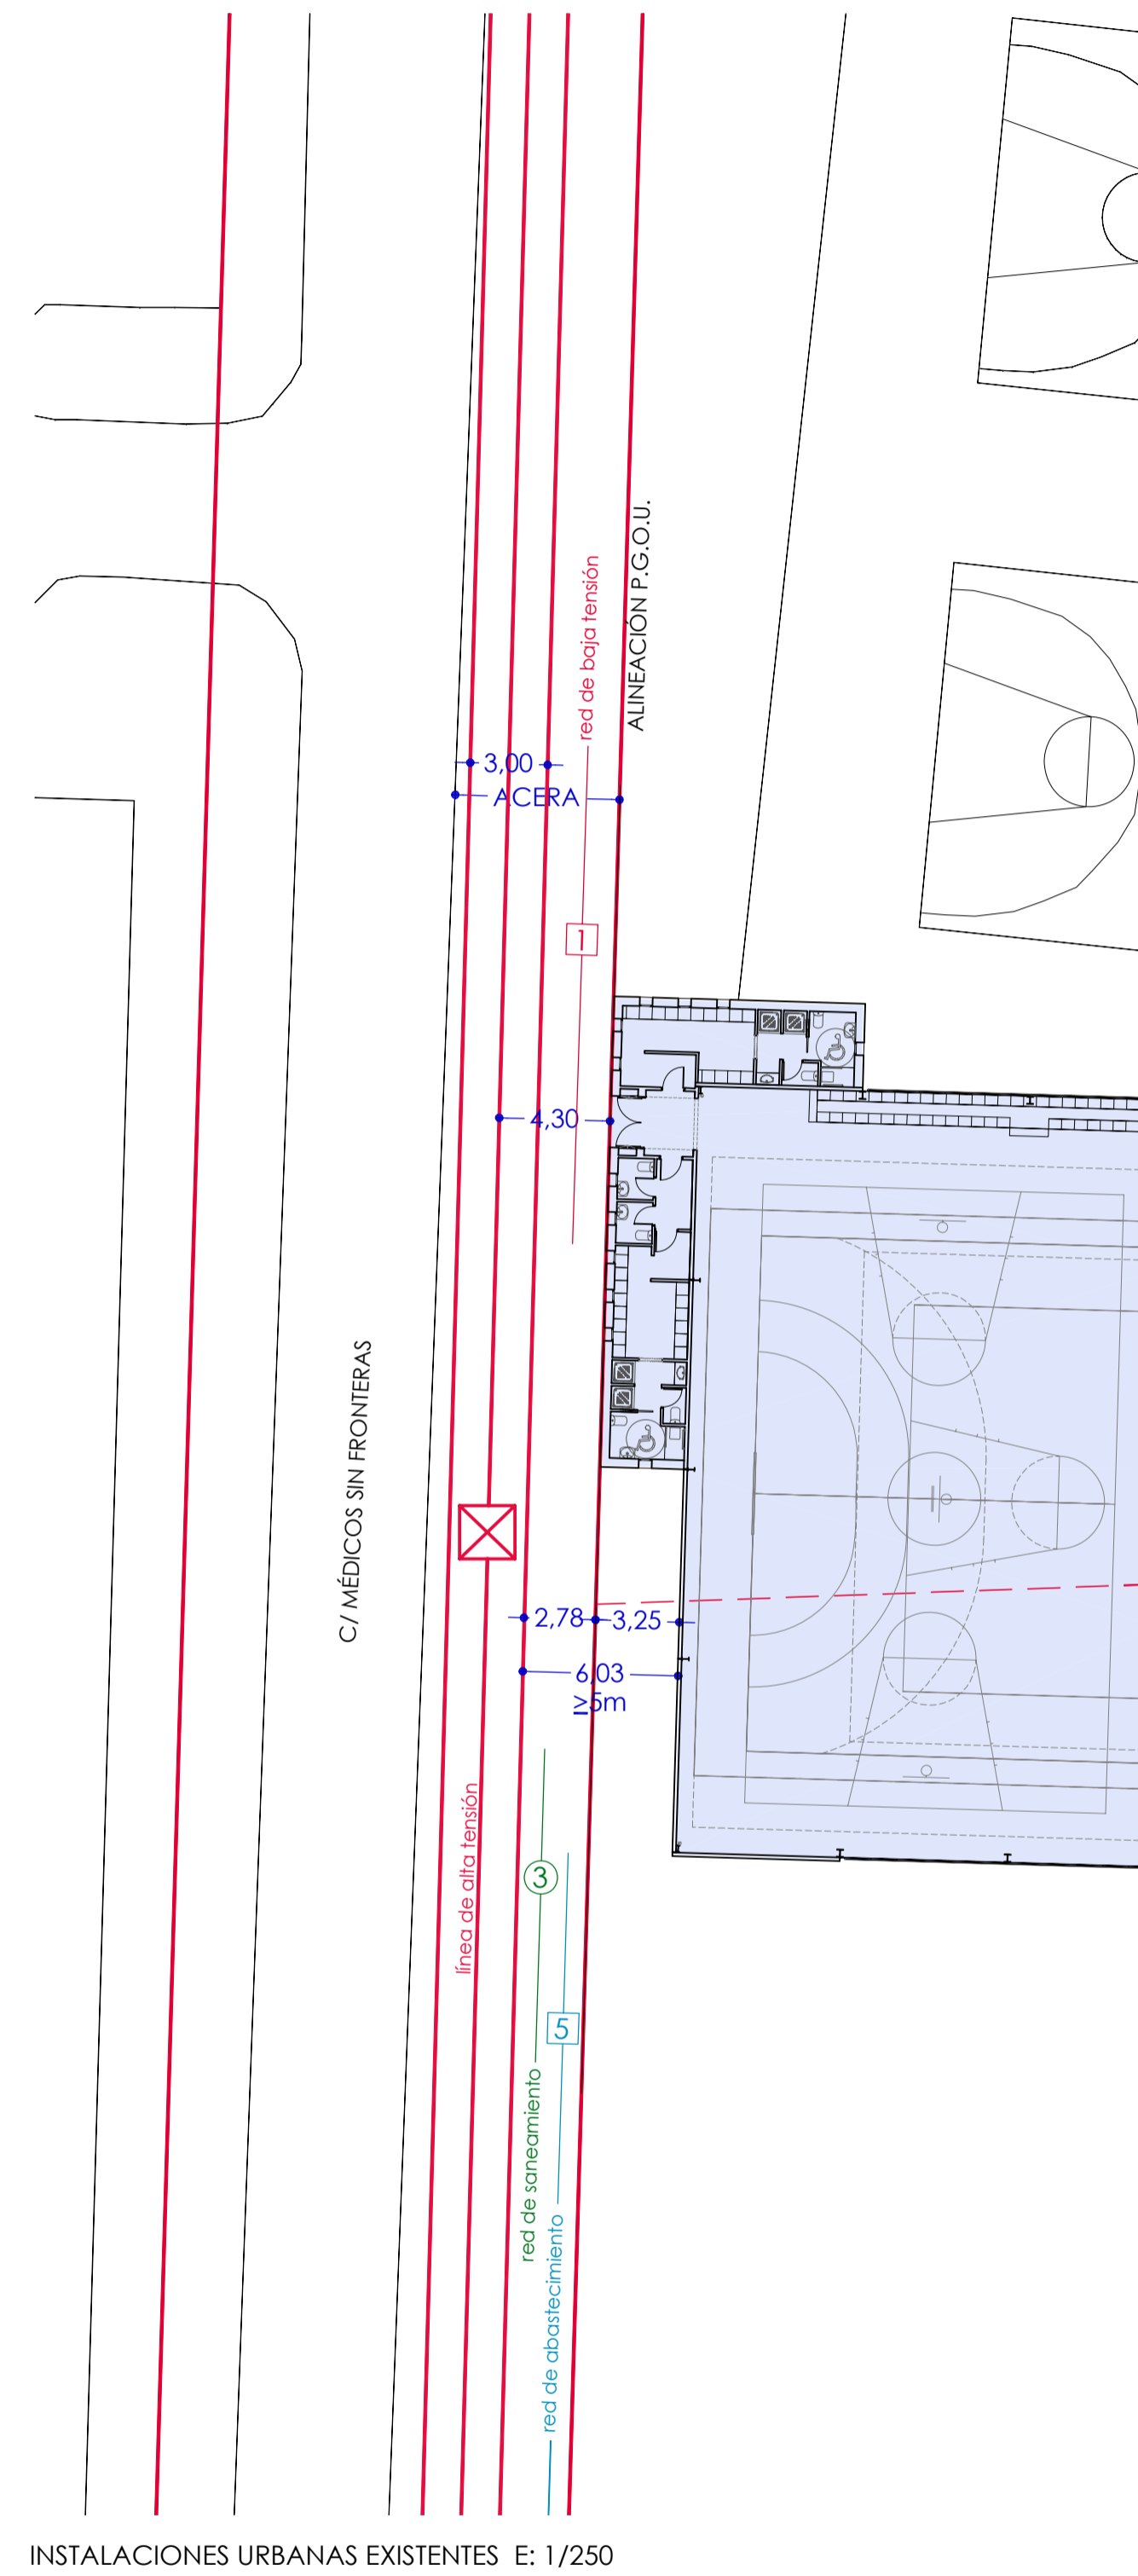 red de baja tensión
ALINEACIÓN P.G.O.U.
3,00
ACERA
1
4,30
C/ MÉDICOS SIN FRONTERAS
2,78
3,25
6,03
≥5m
línea de alta tensión
3
5
red de saneamiento
red de abastecimiento
INSTALACIONES URBANAS EXISTENTES E: 1/250